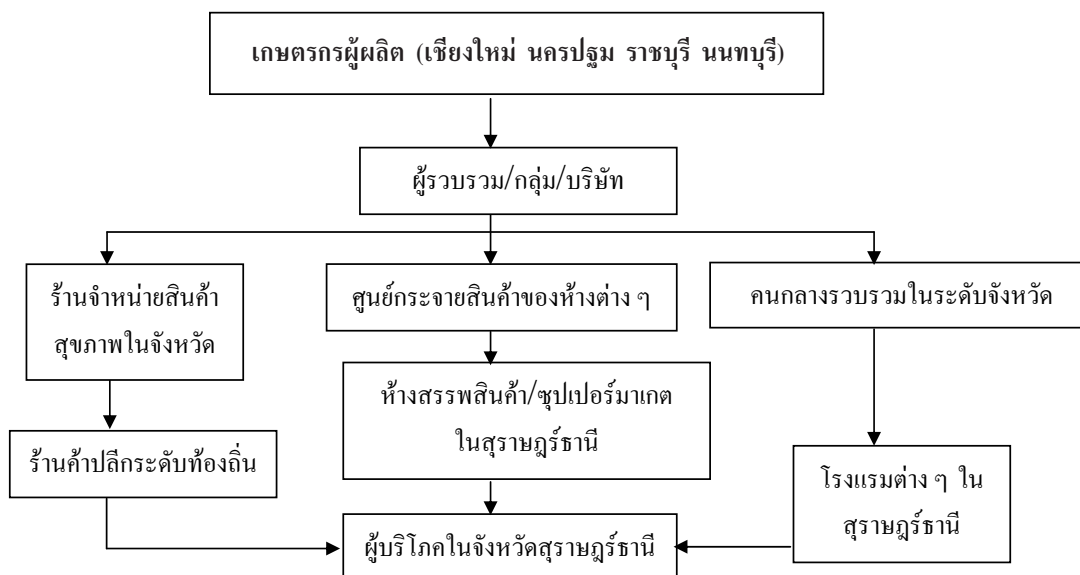 เกษตรกรผู้ผลิต (เชียงใหม่ นครปฐม ราชบุรี นนทบุรี)
ผู้รวบรวม/กลุ่ม/บริษัท
ร้านจำหน่ายสินค้า
สุขภาพในจังหวัด
ศูนย์กระจายสินค้าของห้างต่าง ๆ
คนกลางรวบรวมในระดับจังหวัด
ห้างสรรพสินค้า/ซุปเปอร์มาเกต
ในสุราษฎร์ธานี
ร้านค้าปลีกระดับท้องถิ่น
โรงแรมต่าง ๆ ใน
สุราษฎร์ธานี
ผู้บริโภคในจังหวัดสุราษฎร์ธานี